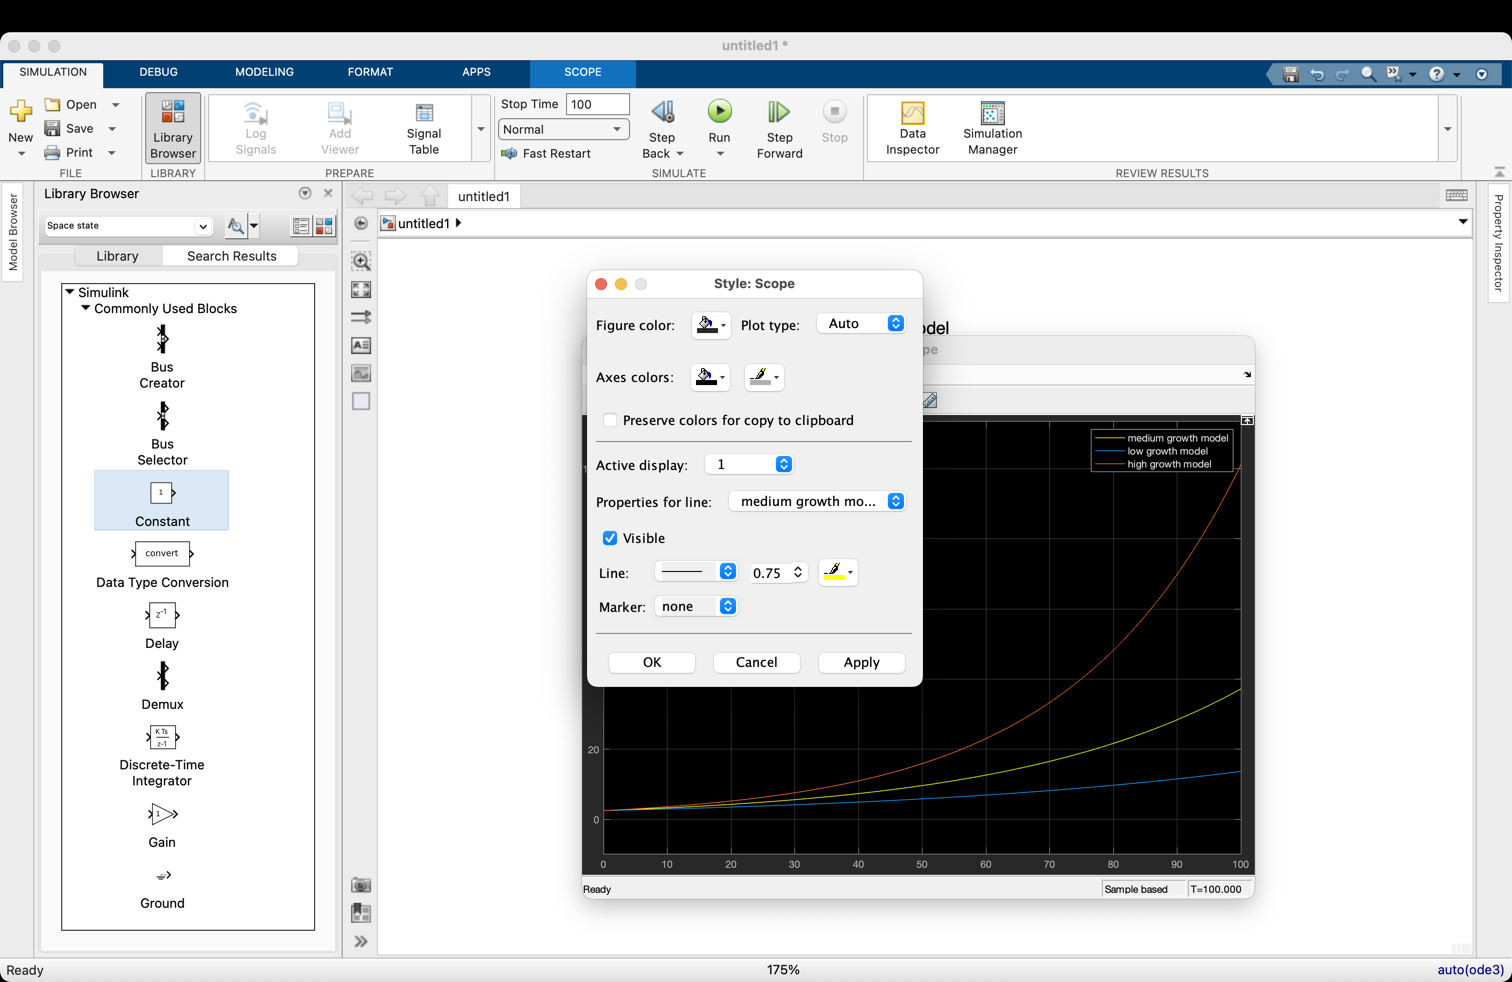 untitled1 *
SIMULATION
DEBUG
MODELING
FORMAT
APPS
SCOPE
New
Open
Save
Print
FILE
Library
Browser
LIBRARY
Log
Signals
Add
Viewer
Signal
Table
PREPARE
Stop Time 100
Normal
Fast Restart
Step
Back
Run
Step
Forward
Stop
SIMULATE
Data
Inspector
Simulation
Manager
REVIEW RESULTS
Model Browser
Library Browser
Space state
Library
Search Results
Simulink
Commonly Used Blocks
Bus
Creator
Bus
Selector
1
Constant
convert
Data Type Conversion
z-1
Delay
Demux
K Ts
z-1
Discrete-Time
Integrator
1
Gain
Ground
untitled1
untitled1
Property Inspector
odel
pe
Style: Scope
Figure color:
Plot type:
Auto
Axes colors:
Preserve colors for copy to clipboard
Active display:
1
Properties for line:
medium growth mo...
Visible
Line:
0.75
Marker:
none
OK
Cancel
Apply
medium growth model
low growth model
high growth model
20
0
0
10
20
30
40
50
60
70
80
90
100
Ready
Sample based
T=100.000
Ready
175%
auto(ode3)